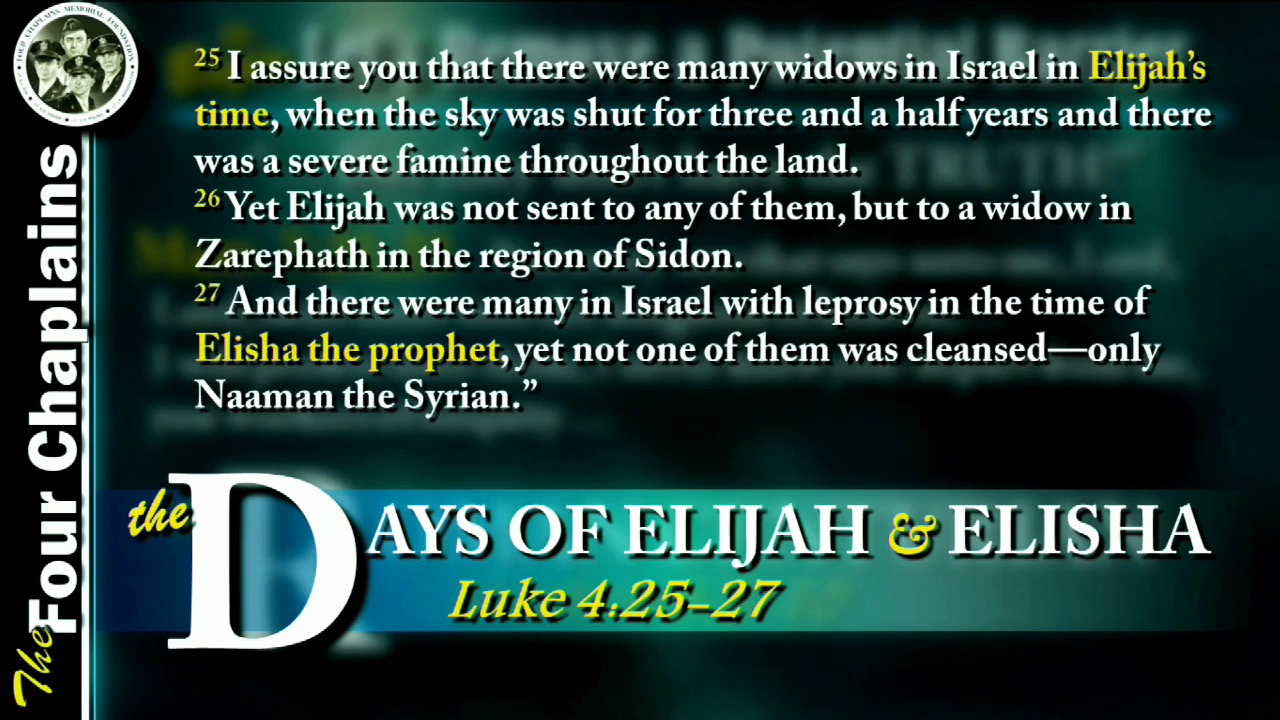 FOUR CHAPLAINS MEMORIAL FOUNDATION
25 I assure you that there were many widows in Israel in Elijah’s
time, when the sky was shut for three and a half years and there
was a severe famine throughout the land.
26 Yet Elijah was not sent to any of them, but to a widow in
Zarephath in the region of Sidon.
27 And there were many in Israel with leprosy in the time of
Elisha the prophet, yet not one of them was cleansed—only
Naaman the Syrian.”
the DAYS OF ELIJAH & ELISHA
Luke 4:25–27
The Four Chaplains